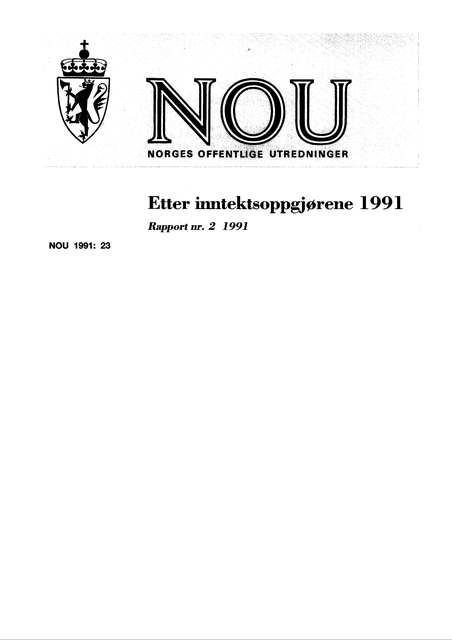 NOU
NORGES OFFENTLIGE UTREDNINGER
Etter inntektsoppgjørene 1991
Rapport nr. 2 1991
NOU 1991: 23